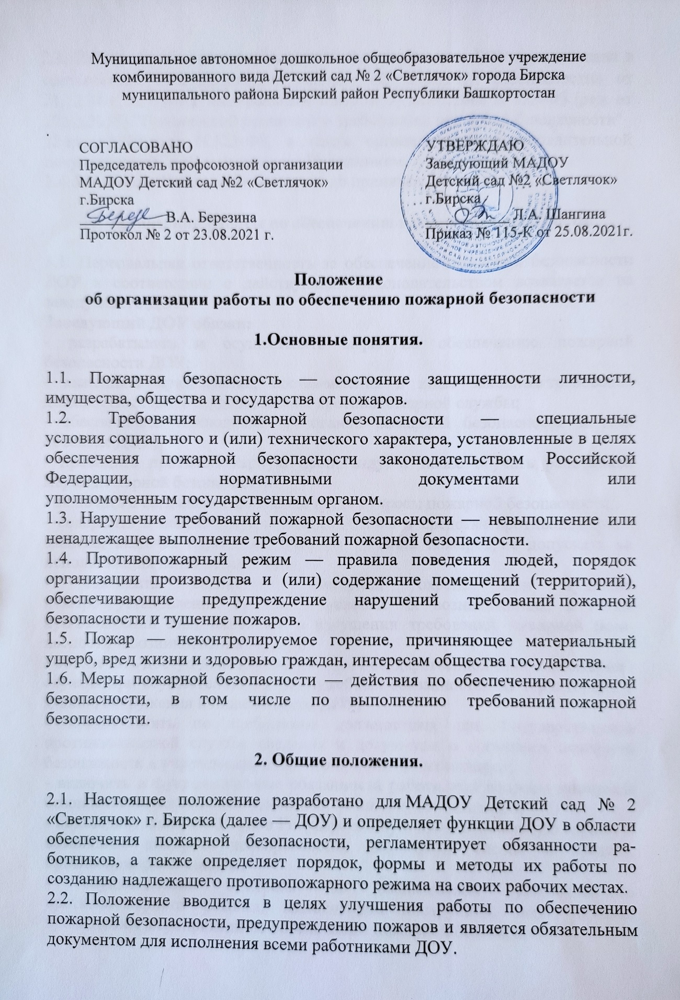 Муниципальное автономное дошкольное общеобразовательное учреждение
комбинированного вида Детский сад № 2 «Светлячок» города Бирска
муниципального района Бирский район Республики Башкортостан
СОГЛАСОВАНО
Председатель профсоюзной организации
МАДОУ Детский сад №2 «Светлячок»
г.Бирска
В.А. Березина
Протокол № 2 от 23.08.2021 г.
УТВЕРЖДАЮ
Заведующий МАДОУ
Детский сад №2 «Светлячок»
г.Бирска
Л.А. Шангина
Приказ № 115-К от 25.08.2021г.
Положение
об организации работы по обеспечению пожарной безопасности
1.Основные понятия.
1.1. Пожарная безопасность — состояние защищенности личности,
имущества, общества и государства от пожаров.
1.2. Требования пожарной безопасности — специальные
условия социального и (или) технического характера, установленные в целях
обеспечения пожарной безопасности законодательством Российской
Федерации, нормативными документами или
уполномоченным государственным органом.
1.3. Нарушение требований пожарной безопасности — невыполнение или
ненадлежащее выполнение требований пожарной безопасности.
1.4. Противопожарный режим — правила поведения людей, порядок
организации производства и (или) содержание помещений (территорий),
обеспечивающие предупреждение нарушений требований пожарной
безопасности и тушение пожаров.
1.5. Пожар — неконтролируемое горение, причиняющее материальный
ущерб, вред жизни и здоровью граждан, интересам общества государства.
1.6. Меры пожарной безопасности — действия по обеспечению пожарной
безопасности, в том числе по выполнению требований пожарной
безопасности.
2. Общие положения.
2.1. Настоящее положение разработано для МАДОУ Детский сад № 2
«Светлячок» г. Бирска (далее — ДОУ) и определяет функции ДОУ в области
обеспечения пожарной безопасности, регламентирует обязанности ра-
ботников, а также определяет порядок, формы и методы их работы по
созданию надлежащего противопожарного режима на своих рабочих местах.
2.2. Положение вводится в целях улучшения работы по обеспечению
пожарной безопасности, предупреждению пожаров и является обязательным
документом для исполнения всеми работниками ДОУ.